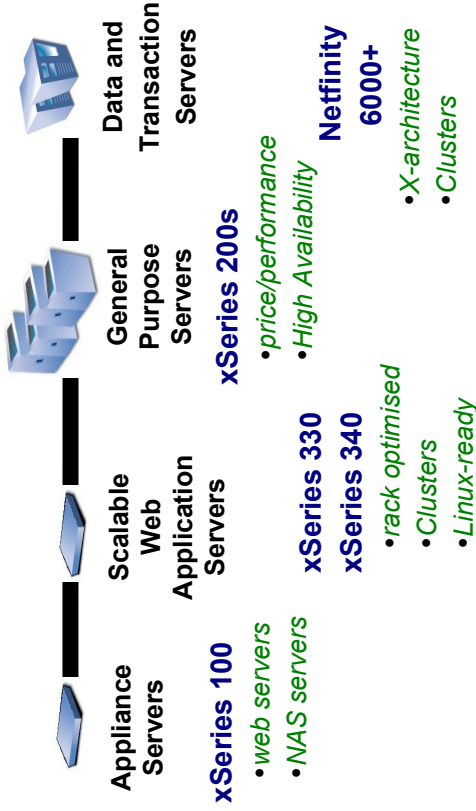 Appliance
Servers
xSeries 100
•web servers
•NAS servers
Scalable
Web
Application
Servers
xSeries 330
xSeries 340
•rack optimised
•Clusters
•Linux-ready
General
Purpose
Servers
xSeries 200s
•price/performance
•High Availability
Data and
Transaction
Servers
Netfinity
6000+
•X-architecture
•Clusters